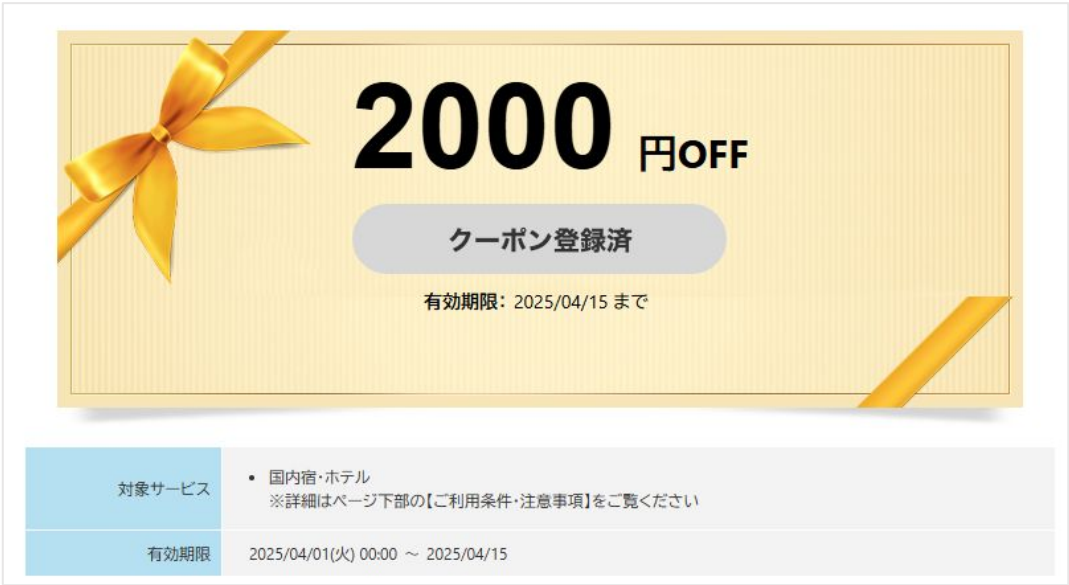 2000 円OFF
クーポン登録済
有効期限：2025/04/15 まで
対象サービス
• 国内宿・ホテル
※詳細はページ下部の【ご利用条件・注意事項】をご覧ください
有効期限
2025/04/01(火) 00:00 ～ 2025/04/15